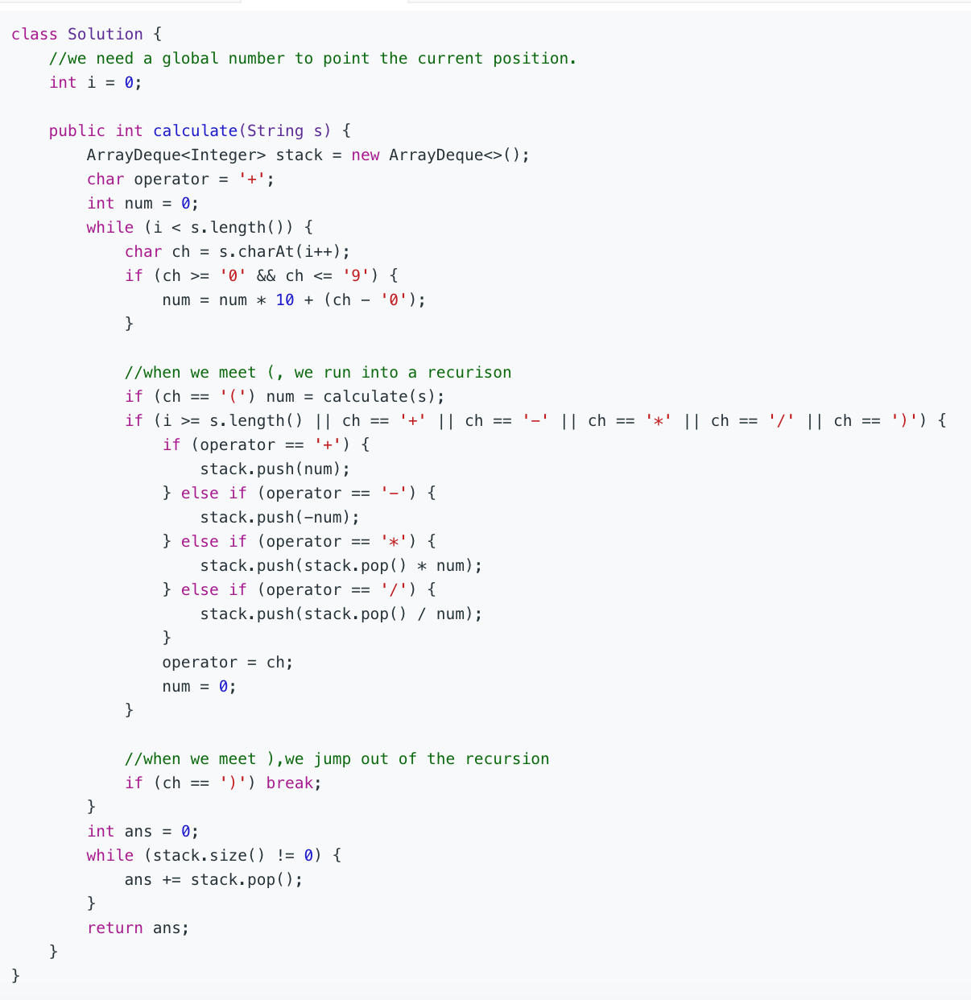 class Solution {
    //we need a global number to point the current position.
    int i = 0;

    public int calculate(String s) {
        ArrayDeque<Integer> stack = new ArrayDeque<>();
        char operator = '+';
        int num = 0;
        while (i < s.length()) {
            char ch = s.charAt(i++);
            if (ch >= '0' && ch <= '9') {
                num = num * 10 + (ch - '0');
            }

            //when we meet (, we run into a recurison
            if (ch == '(') num = calculate(s);
            if (i >= s.length() || ch == '+' || ch == '-' || ch == '*' || ch == '/' || ch == ')') {
                if (operator == '+') {
                    stack.push(num);
                } else if (operator == '-') {
                    stack.push(-num);
                } else if (operator == '*') {
                    stack.push(stack.pop() * num);
                } else if (operator == '/') {
                    stack.push(stack.pop() / num);
                }
                operator = ch;
                num = 0;
            }

            //when we meet ),we jump out of the recursion
            if (ch == ')') break;
        }
        int ans = 0;
        while (stack.size() != 0) {
            ans += stack.pop();
        }
        return ans;
    }
}